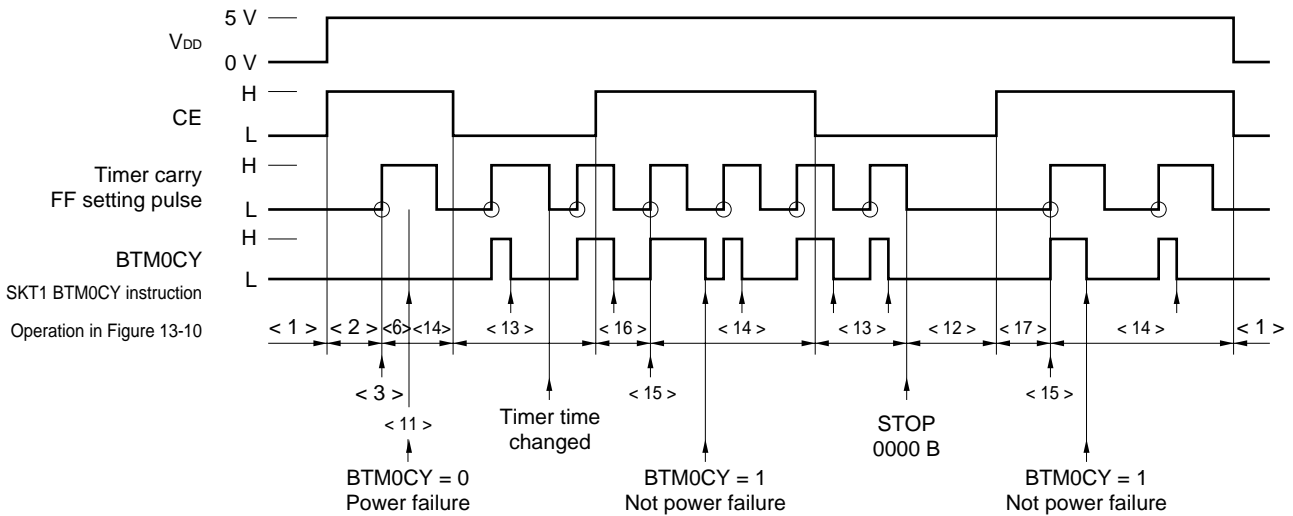 5 V
VDD
0 V
H
CE
L
H
Timer carry
FF setting pulse
L
H
BTM0CY
L
SKT1 BTM0CY instruction
Operation in Figure 13-10
< 1 > < 2 > <6> <14> < 13 > < 16 > < 14 > < 13 > < 12 > < 17 > < 14 > < 1 >
< 3 > < 15 > < 15 >
< 11 >
Timer time
changed
STOP
0000 B
BTM0CY = 0
Power failure
BTM0CY = 1
Not power failure
BTM0CY = 1
Not power failure